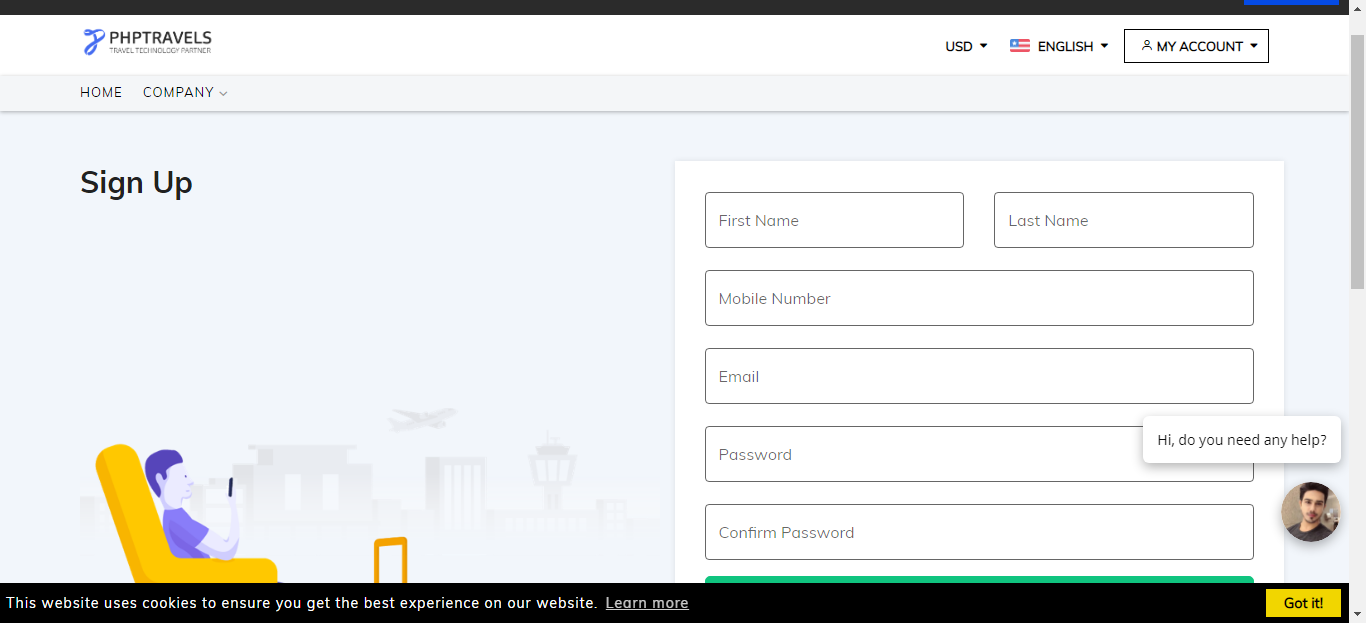 PHPTRAVELS
TRAVEL TECHNOLOGY PARTNER
USD ENGLISH MY ACCOUNT
HOME COMPANY
Sign Up
First Name Last Name
Mobile Number
Email
Hi, do you need any help?
Password
Confirm Password
This website uses cookies to ensure you get the best experience on our website. Learn more Got it!